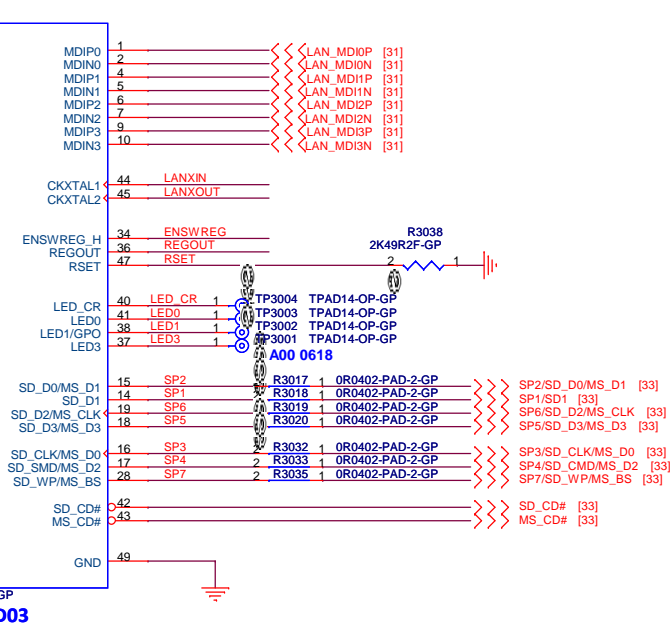 MDIP0 1 LAN_MDI0P [31]
MDIN0 2 LAN_MDI0N [31]
MDIP1 4 LAN_MDI1P [31]
MDIN1 5 LAN_MDI1N [31]
MDIP2 6 LAN_MDI2P [31]
MDIN2 7 LAN_MDI2N [31]
MDIP3 9 LAN_MDI3P [31]
MDIN3 10 LAN_MDI3N [31]
CKXTAL1 44 LANXIN
CKXTAL2 45 LANXOUT
R3038
2K49R2F-GP
ENSWREG_H 34 ENSWREG
REGOUT 36 REGOUT
RSET 47 RSET 2 1
LED_CR 40 LED_CR 1 TP3004 TPAD14-OP-GP
LED0 41 LED0 1 TP3003 TPAD14-OP-GP
LED1/GPO 38 LED1 1 TP3002 TPAD14-OP-GP
LED3 37 LED3 1 TP3001 TPAD14-OP-GP
A00 0618
SD_D0/MS_D1 15 SP2 R3017 1 0R0402-PAD-2-GP SP2/SD_D0/MS_D1 [33]
SD_D1 14 SP1 R3018 1 0R0402-PAD-2-GP SP1/SD1 [33]
SD_D2/MS_CLK 19 SP6 R3019 1 0R0402-PAD-2-GP SP6/SD_D2/MS_CLK [33]
SD_D3/MS_D3 18 SP5 R3020 1 0R0402-PAD-2-GP SP5/SD_D3/MS_D3 [33]
SD_CLK/MS_D0 16 SP3 2 R3032 1 0R0402-PAD-2-GP SP3/SD_CLK/MS_D0 [33]
SD_SMD/MS_D2 17 SP4 2 R3033 1 0R0402-PAD-2-GP SP4/SD_CMD/MS_D2 [33]
SD_WP/MS_BS 28 SP7 2 R3035 1 0R0402-PAD-2-GP SP7/SD_WP/MS_BS [33]
SD_CD# 42 SD_CD# [33]
MS_CD# 43 MS_CD# [33]
GND 49
GP
D03